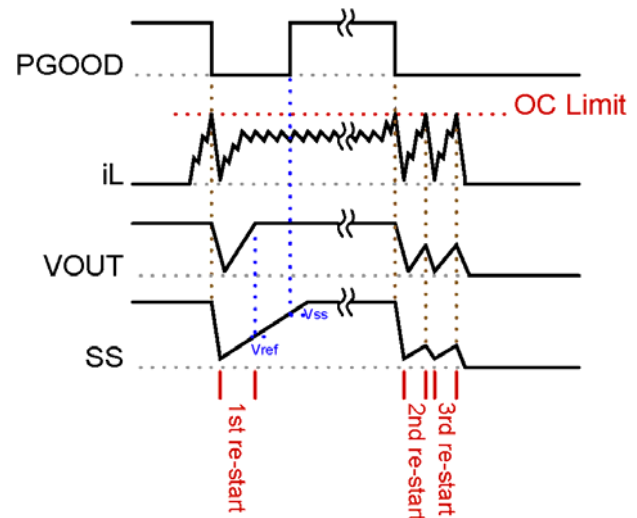 PGOOD
OC Limit
iL
VOUT
Vss
Vref
SS
1st re-start
2nd re-start
3rd re-start